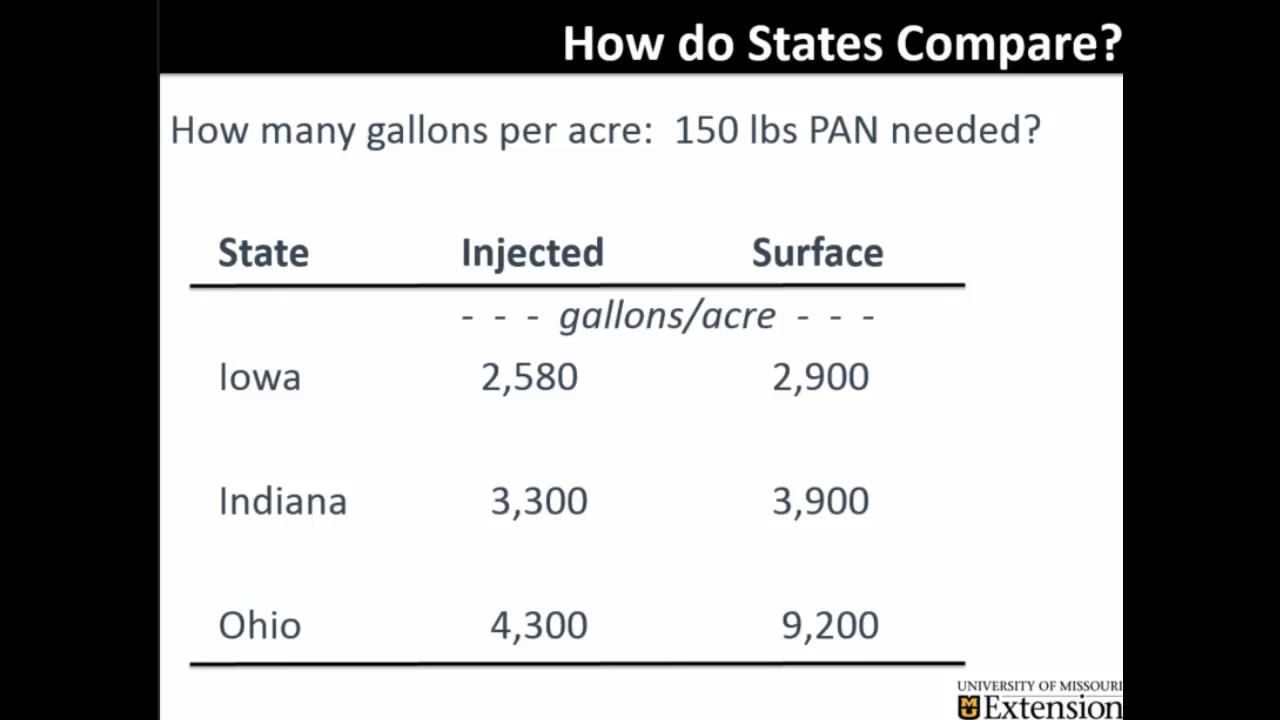 How do States Compare?
How many gallons per acre: 150 lbs PAN needed?
State Injected Surface
- - - gallons/acre - - -
Iowa 2,580 2,900
Indiana 3,300 3,900
Ohio 4,300 9,200
UNIVERSITY OF MISSOURI
Extension